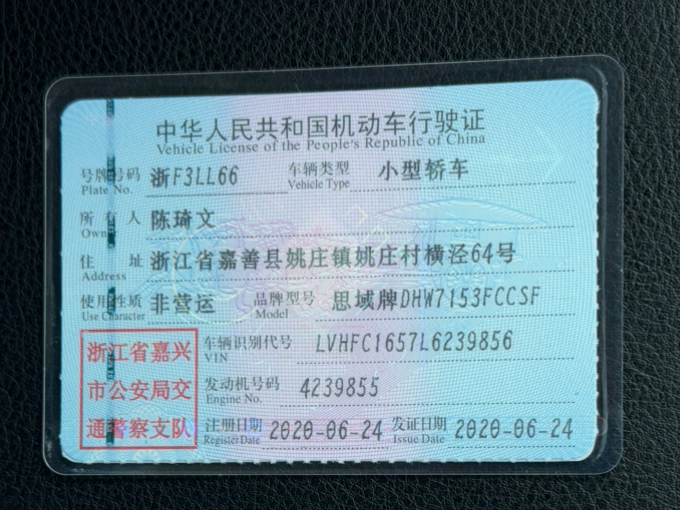 中华人民共和国机动车行驶证
Vehicle License of the People's Republic of China
号牌号码 浙F3LL66 车辆类型 小型轿车
Plate No. Vehicle Type
所有人 陈琦文
Owner
住址 浙江省嘉善县姚庄镇姚庄村横泾64号
Address
使用性质 非营运 品牌型号 思域牌DHW7153FCCSF
Use Character Model
浙江省嘉兴
市公安局交
通警察支队
车辆识别代号 LVHFC1657L6239856
VIN
发动机号码 4239855
Engine No.
注册日期 2020-06-24 发证日期 2020-06-24
Register Date Issue Date